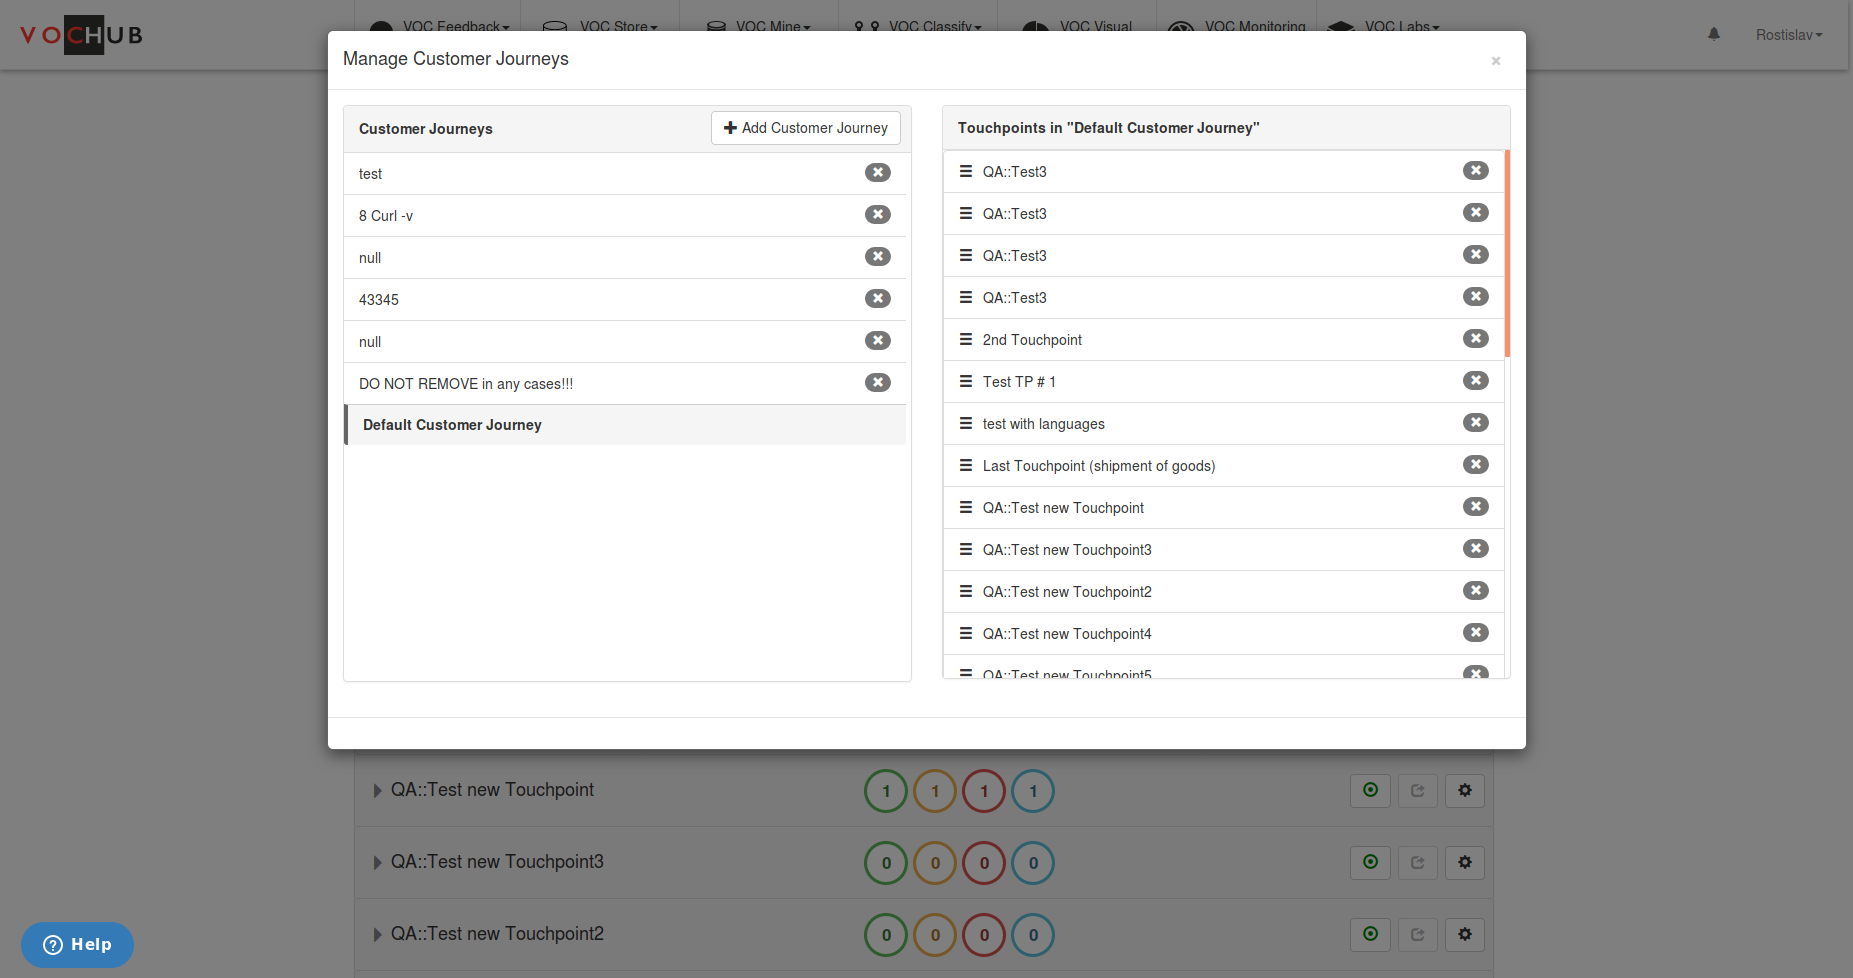 VOCHUB
VOC Feedback
VOC Store
VOC Mine
VOC Classify
VOC Visual
VOC Monitoring
VOC Labs
Rostislav
Manage Customer Journeys
×
Customer Journeys
Add Customer Journey
test
8 Curl -v
null
43345
null
DO NOT REMOVE in any cases!!!
Default Customer Journey
Touchpoints in "Default Customer Journey"
QA::Test3
QA::Test3
QA::Test3
QA::Test3
2nd Touchpoint
Test TP # 1
test with languages
Last Touchpoint (shipment of goods)
QA::Test new Touchpoint
QA::Test new Touchpoint3
QA::Test new Touchpoint2
QA::Test new Touchpoint4
QA::Test new Touchpoint5
QA::Test new Touchpoint 1 1 1 1
QA::Test new Touchpoint3 0 0 0 0
QA::Test new Touchpoint2 0 0 0 0
Help